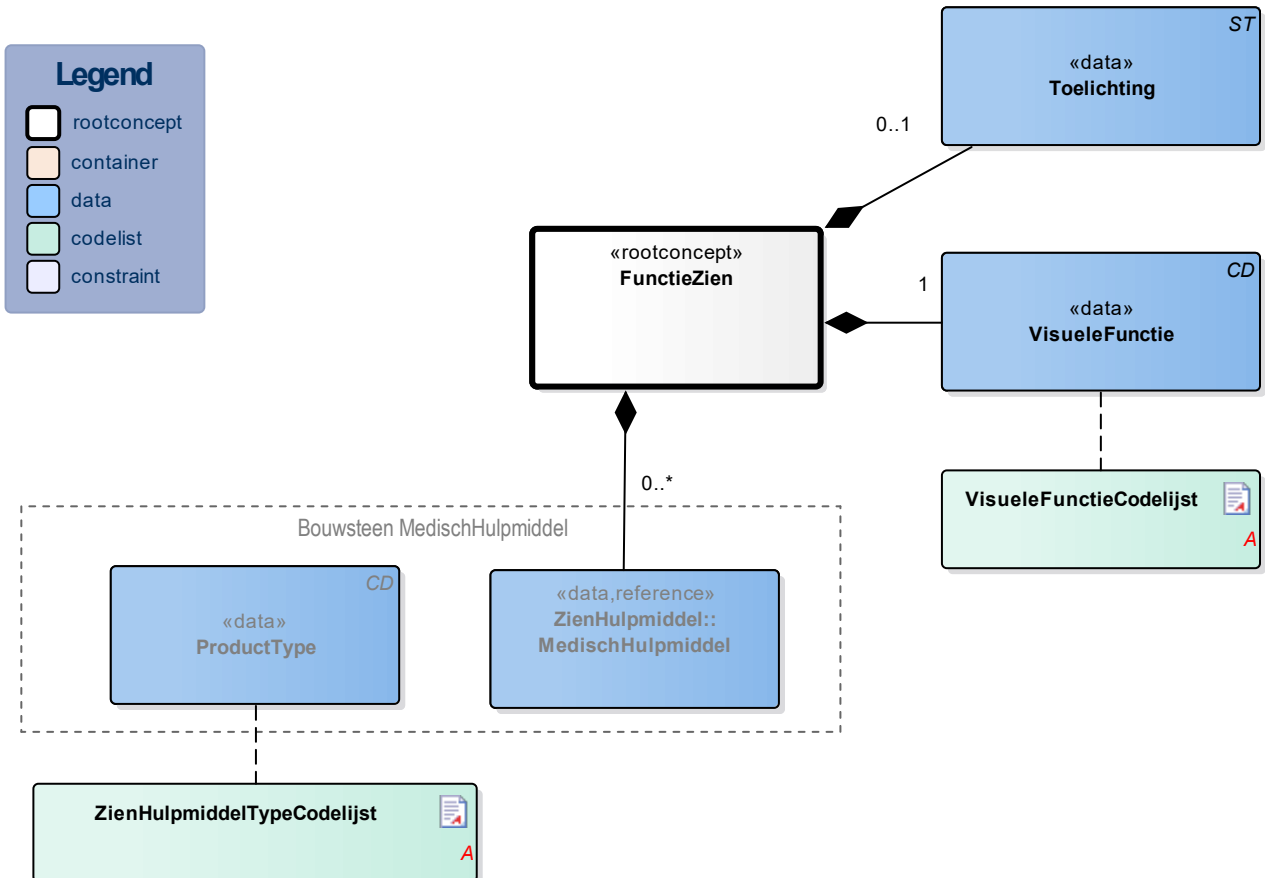 Legend
rootconcept
container
data
codelist
constraint
ST
«data»
Toelichting
0..1
«rootconcept»
FunctieZien
1
CD
«data»
VisueleFunctie
0..*
VisueleFunctieCodelijst
A
Bouwsteen MedischHulpmiddel
CD
«data»
ProductType
«data,reference»
ZienHulpmiddel::
MedischHulpmiddel
ZienHulpmiddelTypeCodelijst
A